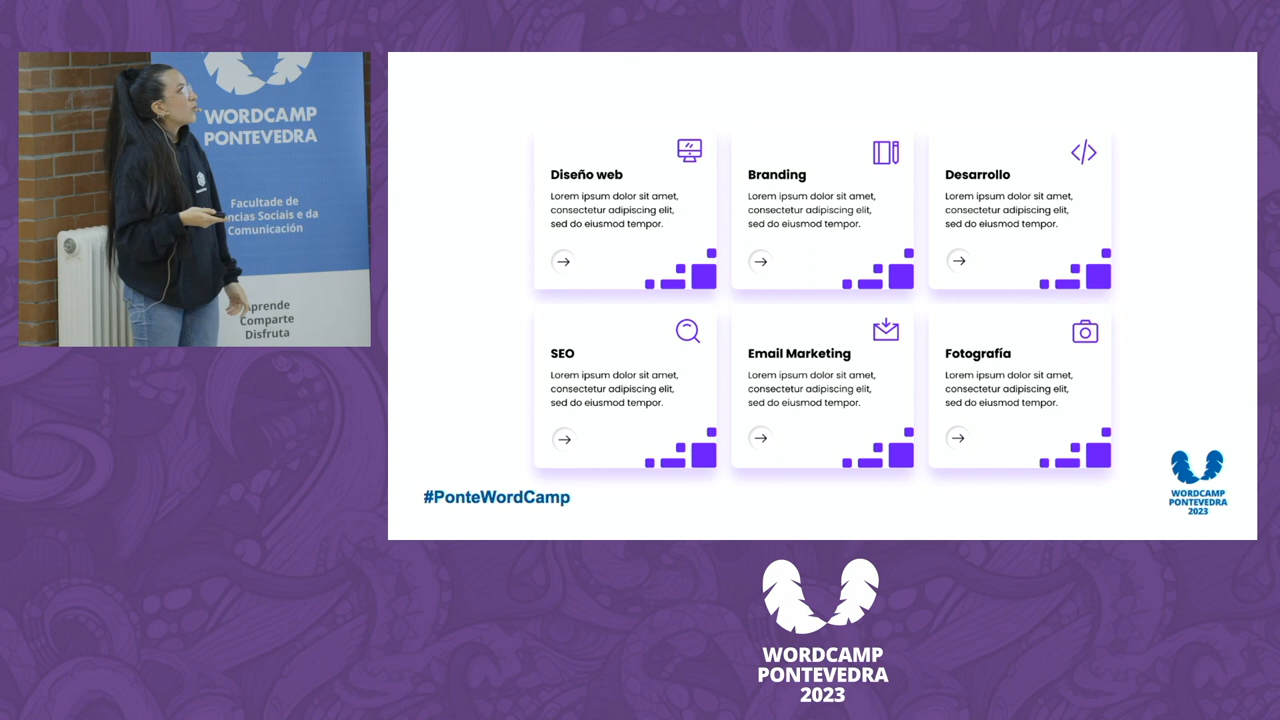 WORDCAMP
PONTEVEDRA
Facultade de
ncias Sociais e da
Comunicación
Aprende
Comparte
Disfruta
Diseño web
Lorem ipsum dolor sit amet,
consectetur adipiscing elit,
sed do eiusmod tempor.
Branding
Lorem ipsum dolor sit amet,
consectetur adipiscing elit,
sed do eiusmod tempor.
Desarrollo
Lorem ipsum dolor sit amet,
consectetur adipiscing elit,
sed do eiusmod tempor.
SEO
Lorem ipsum dolor sit amet,
consectetur adipiscing elit,
sed do eiusmod tempor.
Email Marketing
Lorem ipsum dolor sit amet,
consectetur adipiscing elit,
sed do eiusmod tempor.
Fotografía
Lorem ipsum dolor sit amet,
consectetur adipiscing elit,
sed do eiusmod tempor.
#PonteWordCamp
WORDCAMP
PONTEVEDRA
2023
WORDCAMP
PONTEVEDRA
2023